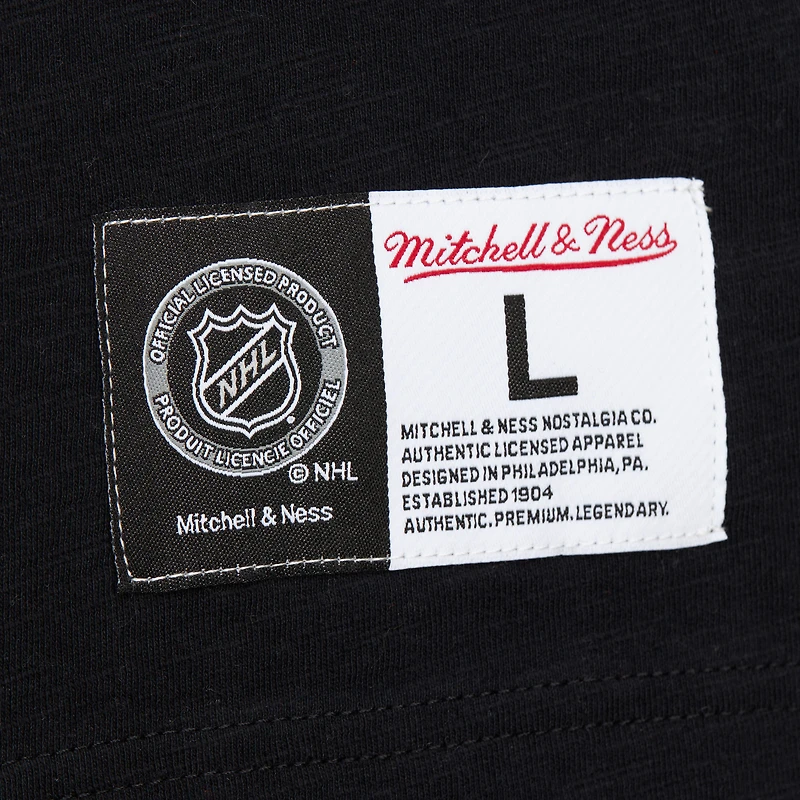 OFFICIAL LICENSED PRODUCT
NHL
PRODUIT LICENCIE OFFICIEL
© NHL
Mitchell & Ness
Mitchell & Ness
L
MITCHELL & NESS NOSTALGIA CO.
AUTHENTIC LICENSED APPAREL
DESIGNED IN PHILADELPHIA, PA.
ESTABLISHED 1904
AUTHENTIC. PREMIUM. LEGENDARY.